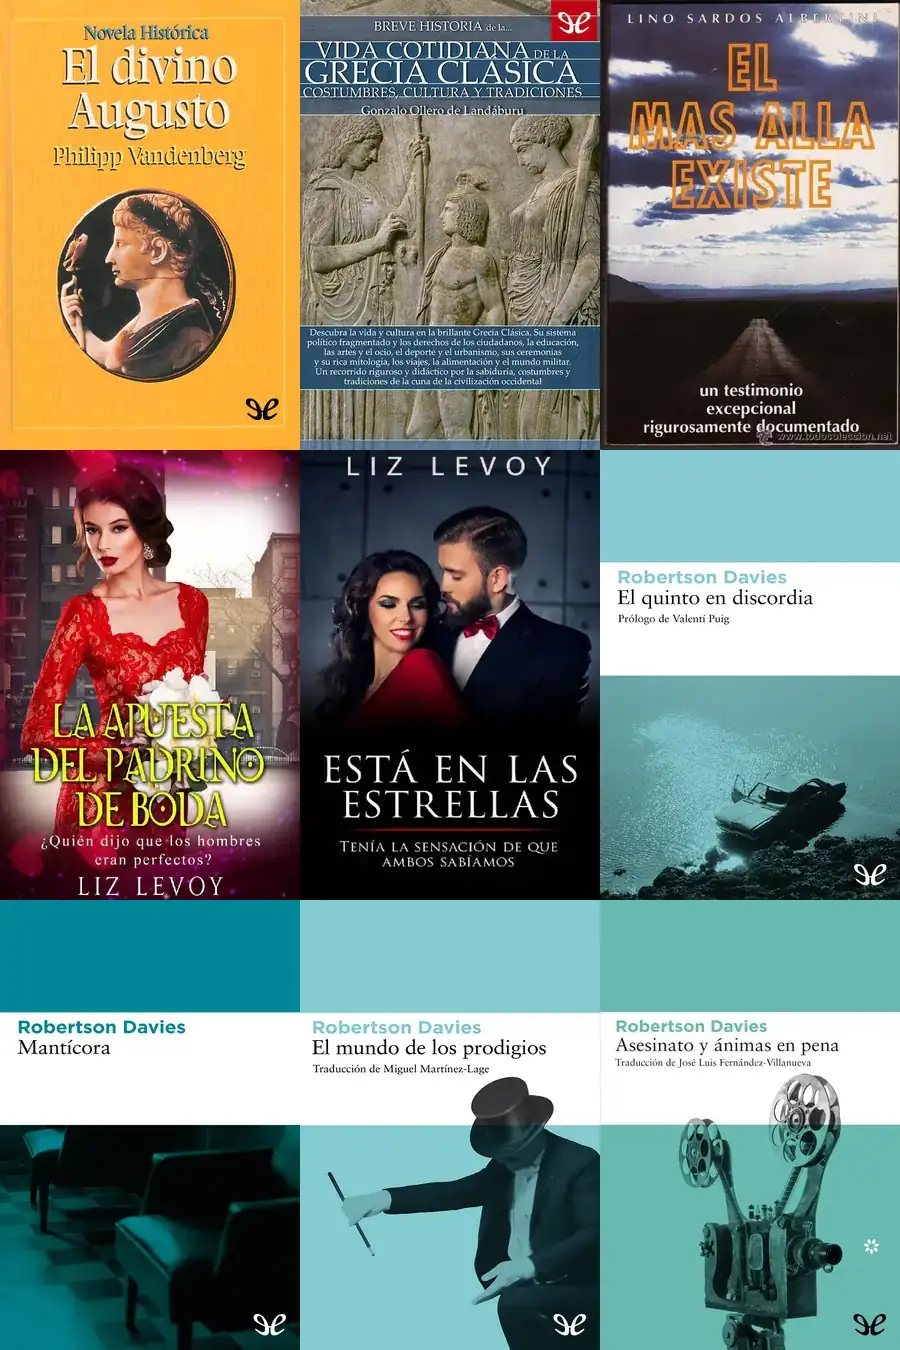 Novela Histórica
El divino
Augusto
Philipp Vandenberg
BREVE HISTORIA de la...
VIDA COTIDIANA DE LA
GRECIA CLÁSICA
COSTUMBRES, CULTURA Y TRADICIONES
Gonzalo Ollero de Landáburu
Descubra la vida y cultura en la brillante Grecia Clásica. Su sistema
político fragmentado y los derechos de los ciudadanos, la educación,
las artes y el ocio, el deporte y el urbanismo, sus ceremonias
y su rica mitología, los viajes, la alimentación y el mundo militar.
Un recorrido riguroso y didáctico por la sabiduría, costumbres y
tradiciones de la cuna de la civilización occidental
LINO SARDOS ALBERTINI
EL
MAS ALLA
EXISTE
un testimonio
excepcional
rigurosamente documentado
www.todocoleccion.net
LA APUESTA
DEL PADRINO
DE BODA
¿Quién dijo que los hombres
eran perfectos?
LIZ LEVOY
LIZ LEVOY
ESTÁ EN LAS
ESTRELLAS
TENÍA LA SENSACIÓN DE QUE
AMBOS SABÍAMOS
Robertson Davies
El quinto en discordia
Prólogo de Valentí Puig
Robertson Davies
Mantícora
Robertson Davies
El mundo de los prodigios
Traducción de Miguel Martínez-Lage
Robertson Davies
Asesinato y ánimas en pena
Traducción de José Luis Fernández-Villanueva